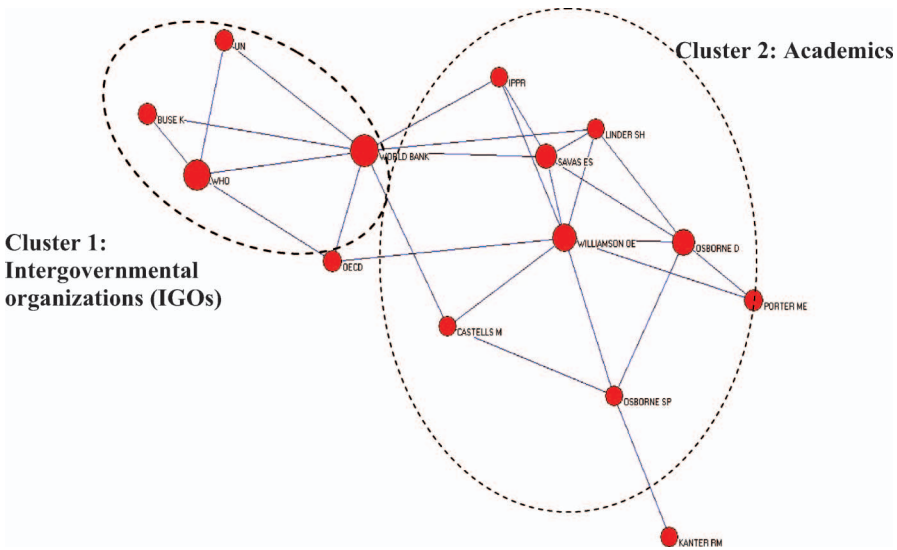 UN
Cluster 2: Academics
IPPR
BUSE K
LINDER SH
WORLD BANK
SAVAS ES
WHO
Cluster 1:
Intergovernmental
organizations (IGOs)
WILLIAMSON OE
OSBORNE D
OECD
PORTER ME
CASTELLS M
OSBORNE SP
KANTER RM